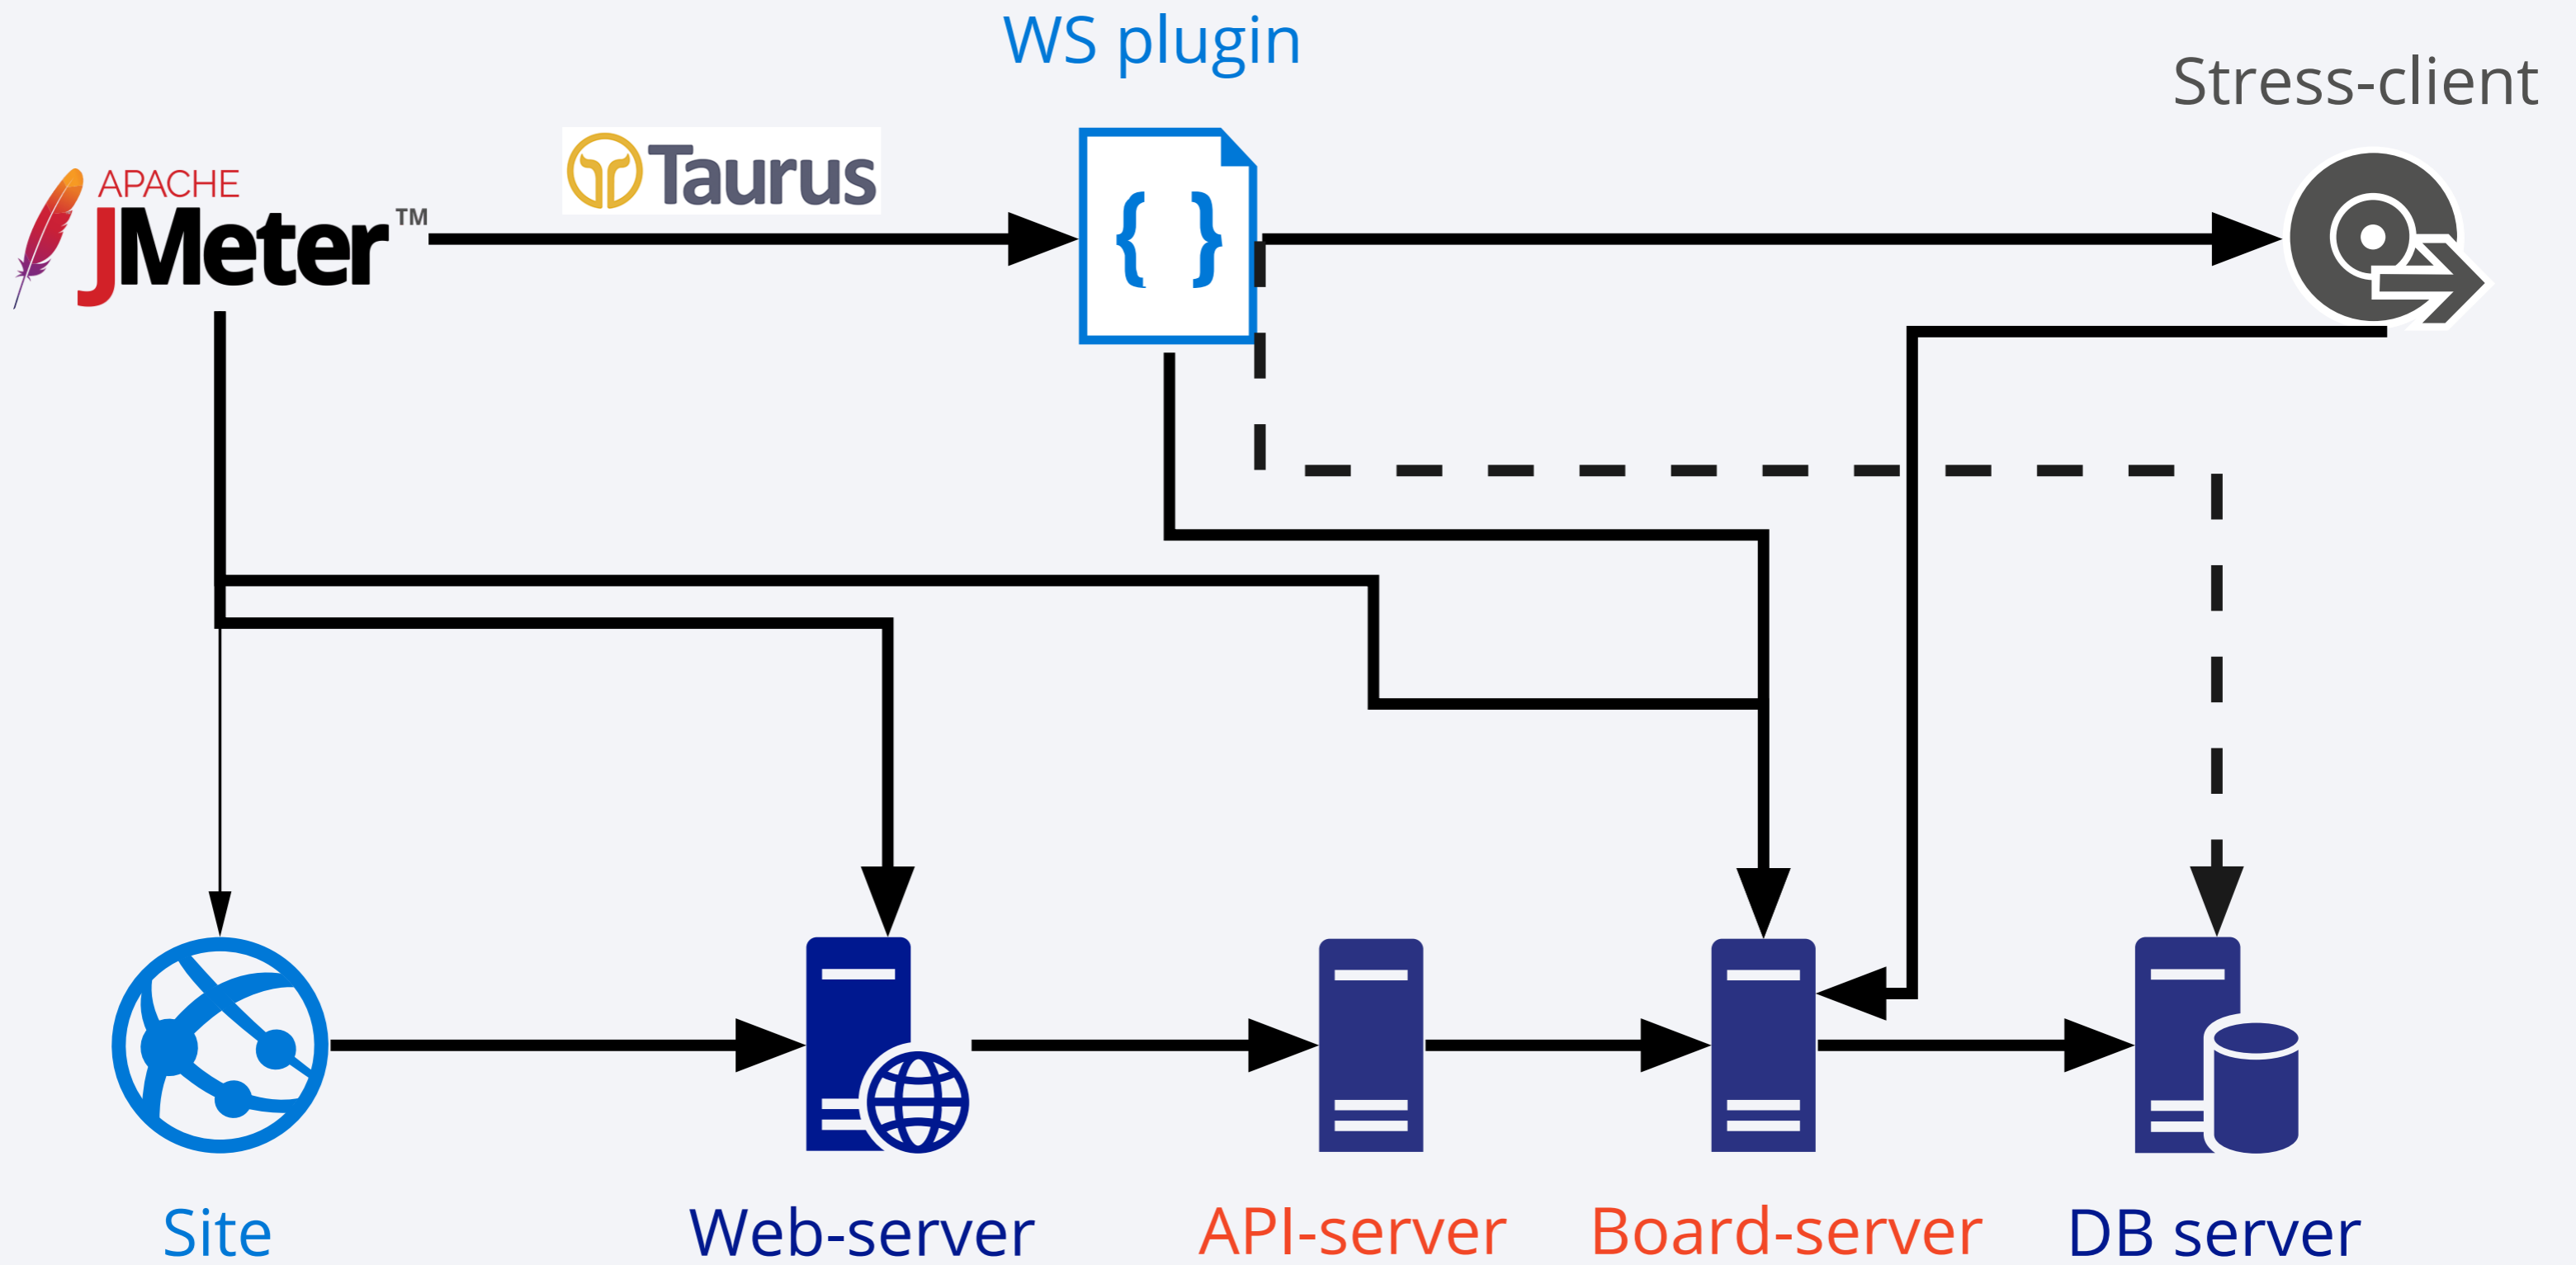 WS plugin
Stress-client
APACHE
JMeter™
Taurus
{ }
Site
Web-server
API-server
Board-server
DB server